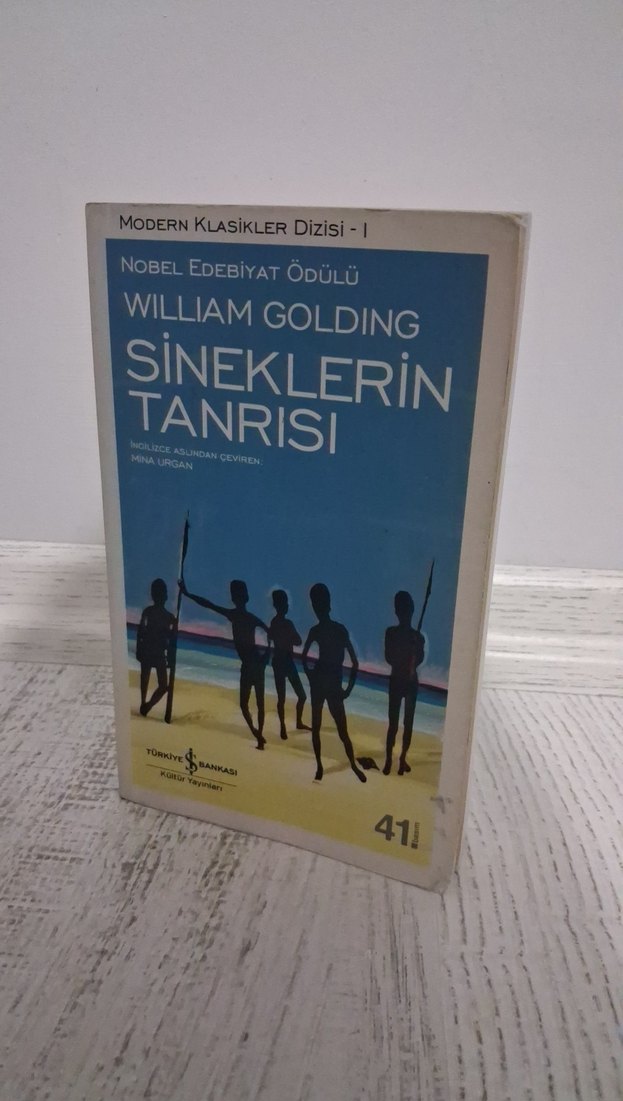 MODERN KLASİKLER DİZİSİ - I
NOBEL EDEBİYAT ÖDÜLÜ
WILLIAM GOLDING
SİNEKLERİN
TANRISI
İNGİLİZCE ASLINDAN ÇEVİREN:
MİNA URGAN
TÜRKİYE İŞ BANKASI
Kültür Yayınları
41. basım